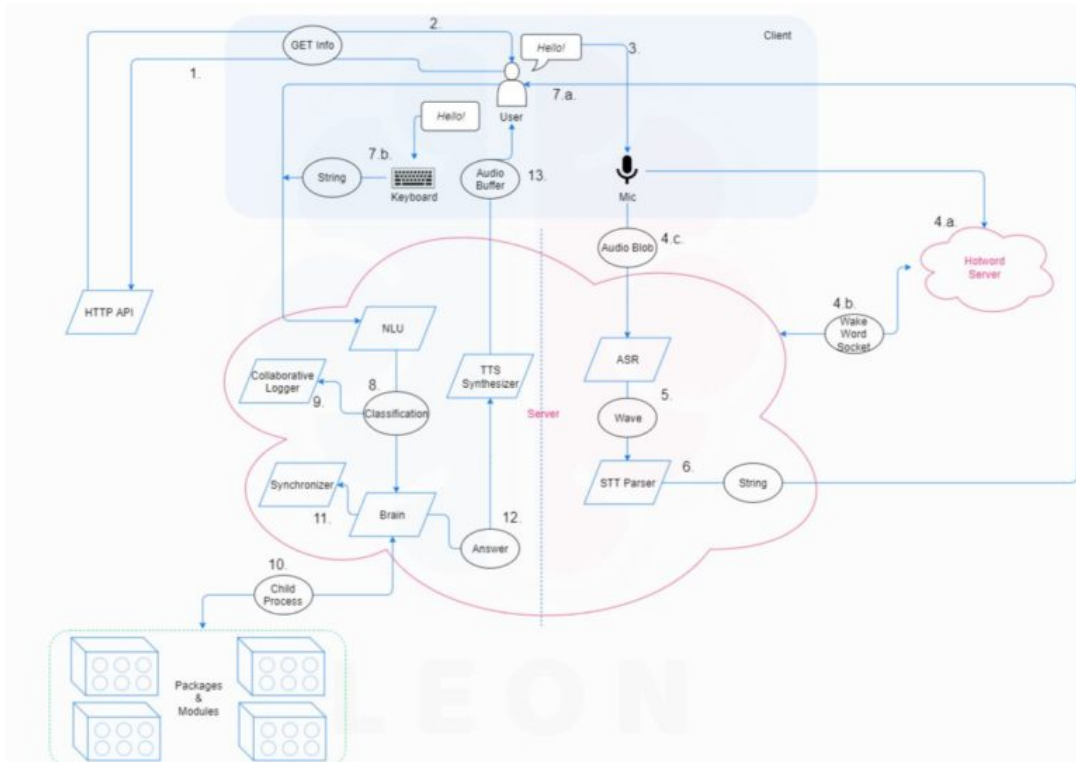 2.
Hello!
3.
Client
GET Info
1.
7.a.
User
Hello!
7.b.
String
Keyboard
Audio
Buffer
13.
Mic
4.a.
Audio Blob
4.c.
Hotword
Server
HTTP API
NLU
4.b.
Wake
Word
Socket
ASR
Collaborative
Logger
8.
TTS
Synthesizer
9.
Classification
Server
5.
Wave
Synchronizer
STT Parser
6.
String
11.
Brain
12.
Answer
10.
Child
Process
Packages
&
Modules
LEON